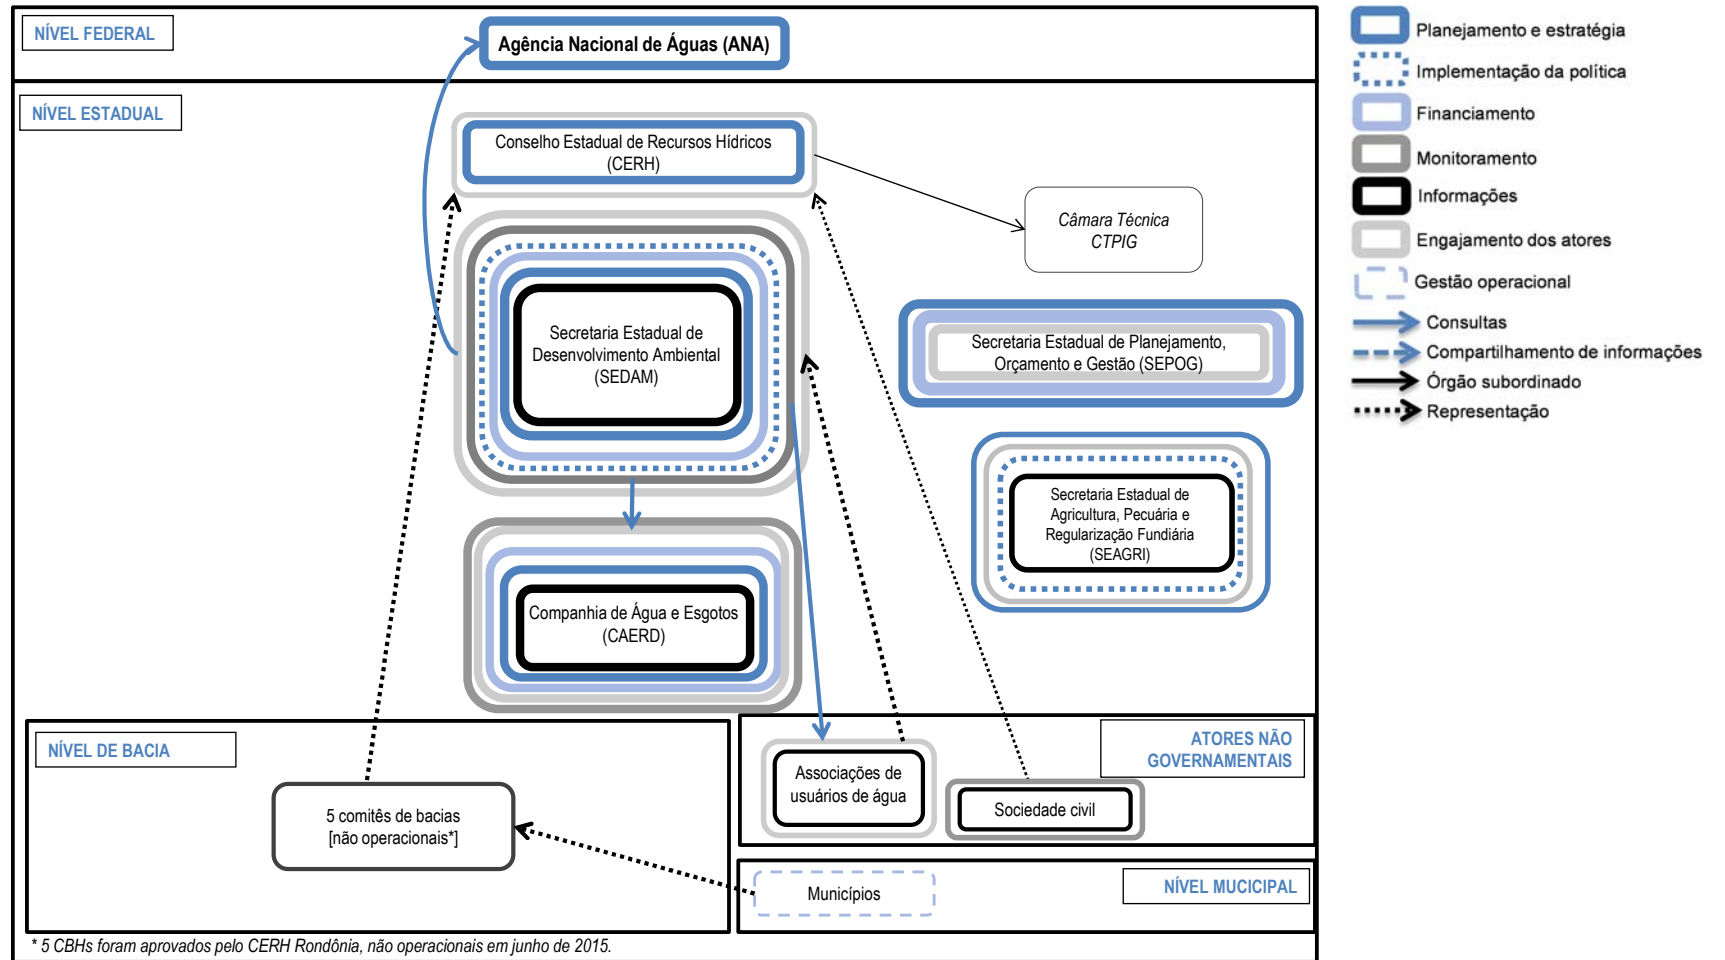 NÍVEL FEDERAL
Agência Nacional de Águas (ANA)
NÍVEL ESTADUAL
Conselho Estadual de Recursos Hídricos
(CERH)
Câmara Técnica
CTPIG
Secretaria Estadual de
Desenvolvimento Ambiental
(SEDAM)
Secretaria Estadual de Planejamento,
Orçamento e Gestão (SEPOG)
Secretaria Estadual de
Agricultura, Pecuária e
Regularização Fundiária
(SEAGRI)
Companhia de Água e Esgotos
(CAERD)
NÍVEL DE BACIA
5 comitês de bacias
[não operacionais*]
ATORES NÃO
GOVERNAMENTAIS
Associações de
usuários de água
Sociedade civil
NÍVEL MUCICIPAL
Municípios
* 5 CBHs foram aprovados pelo CERH Rondônia, não operacionais em junho de 2015.
Planejamento e estratégia
Implementação da política
Financiamento
Monitoramento
Informações
Engajamento dos atores
Gestão operacional
Consultas
Compartilhamento de informações
Órgão subordinado
Representação